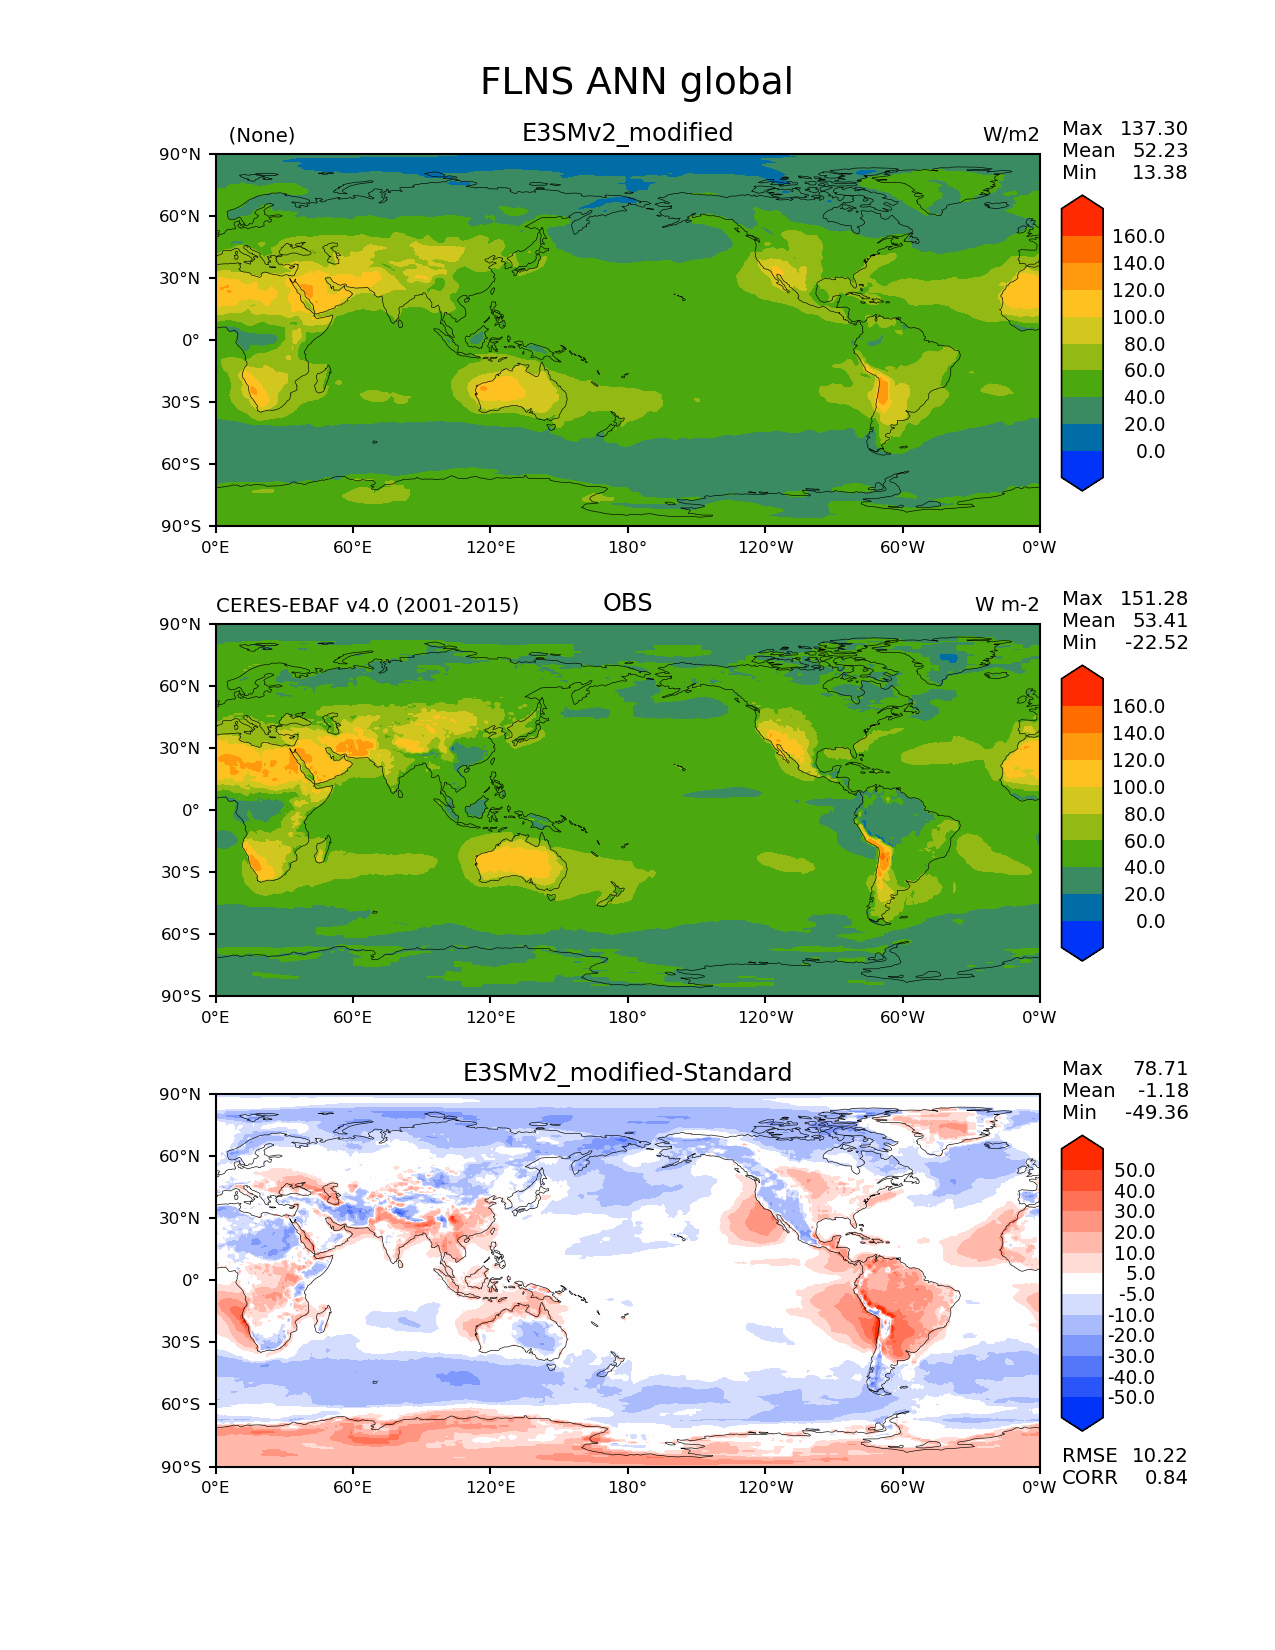 FLNS ANN global
(None) E3SMv2_modified W/m2
Max 137.30
Mean 52.23
Min 13.38
90°N
60°N
30°N
0°
30°S
60°S
90°S
0°E 60°E 120°E 180° 120°W 60°W 0°W
160.0
140.0
120.0
100.0
80.0
60.0
40.0
20.0
0.0
CERES-EBAF v4.0 (2001-2015) OBS W m-2
Max 151.28
Mean 53.41
Min -22.52
90°N
60°N
30°N
0°
30°S
60°S
90°S
0°E 60°E 120°E 180° 120°W 60°W 0°W
160.0
140.0
120.0
100.0
80.0
60.0
40.0
20.0
0.0
E3SMv2_modified-Standard
Max 78.71
Mean -1.18
Min -49.36
90°N
60°N
30°N
0°
30°S
60°S
90°S
0°E 60°E 120°E 180° 120°W 60°W 0°W
50.0
40.0
30.0
20.0
10.0
5.0
-5.0
-10.0
-20.0
-30.0
-40.0
-50.0
RMSE 10.22
CORR 0.84